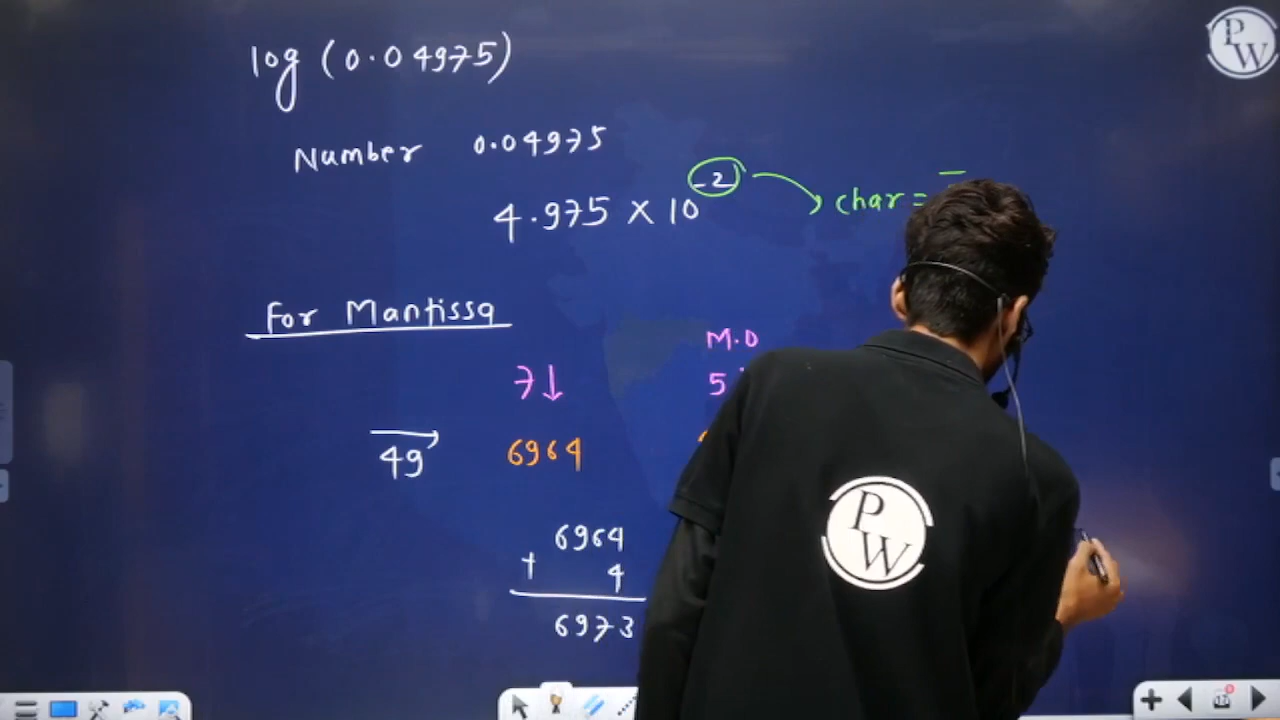 log (0.04975)
PW
Number 0.04975
4.975 × 10⁻² char =
For Mantissa
M.D
7↓ 5
49 6964
6964
+ 4
6973
PW